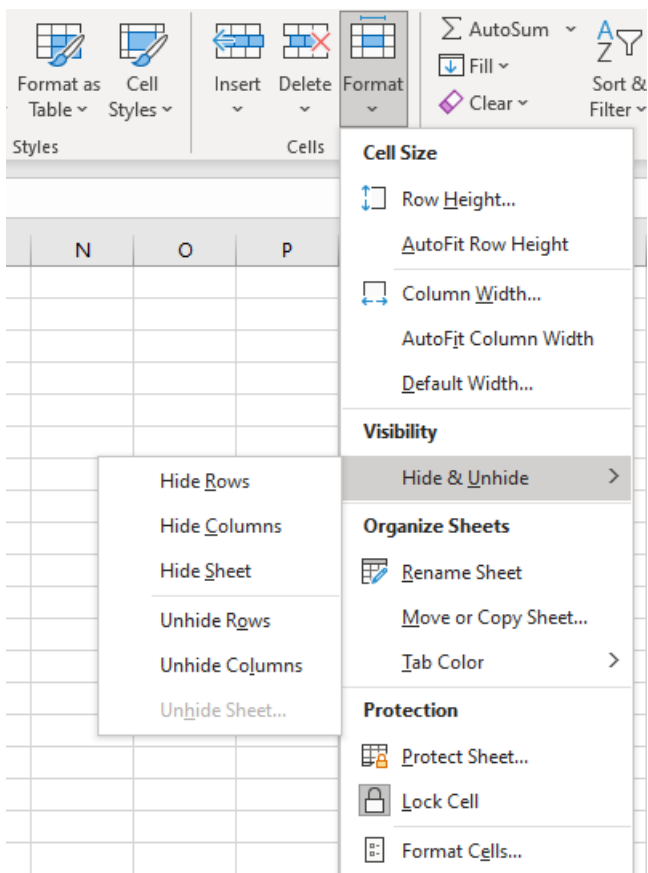 AutoSum
Fill
Format as Table
Cell Styles
Insert
Delete
Format
Clear
Sort & Filter
Styles
Cells
N O P
Cell Size
Row Height...
AutoFit Row Height
Column Width...
AutoFit Column Width
Default Width...
Visibility
Hide & Unhide
Hide Rows
Hide Columns
Hide Sheet
Unhide Rows
Unhide Columns
Unhide Sheet...
Organize Sheets
Rename Sheet
Move or Copy Sheet...
Tab Color
Protection
Protect Sheet...
Lock Cell
Format Cells...